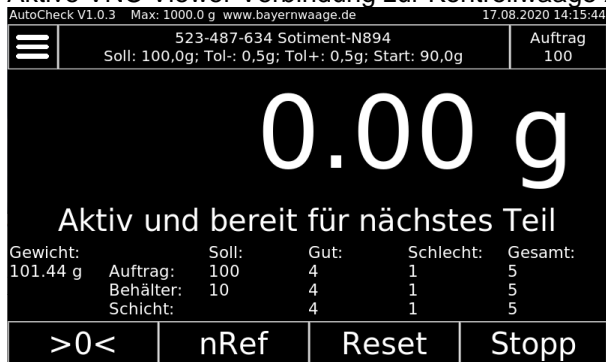 AutoCheck V1.0.3 Max: 1000.0 g www.bayernwaage.de 17.08.2020 14:15:44
523-487-634 Sotiment-N894
Soll: 100,0g; Tol-: 0,5g; Tol+: 0,5g; Start: 90,0g
Auftrag
100
0.00 g
Aktiv und bereit für nächstes Teil
Gewicht: Soll: Gut: Schlecht: Gesamt:
101.44 g Auftrag: 100 4 1 5
Behälter: 10 4 1 5
Schicht: 4 1 5
>0< nRef Reset Stopp